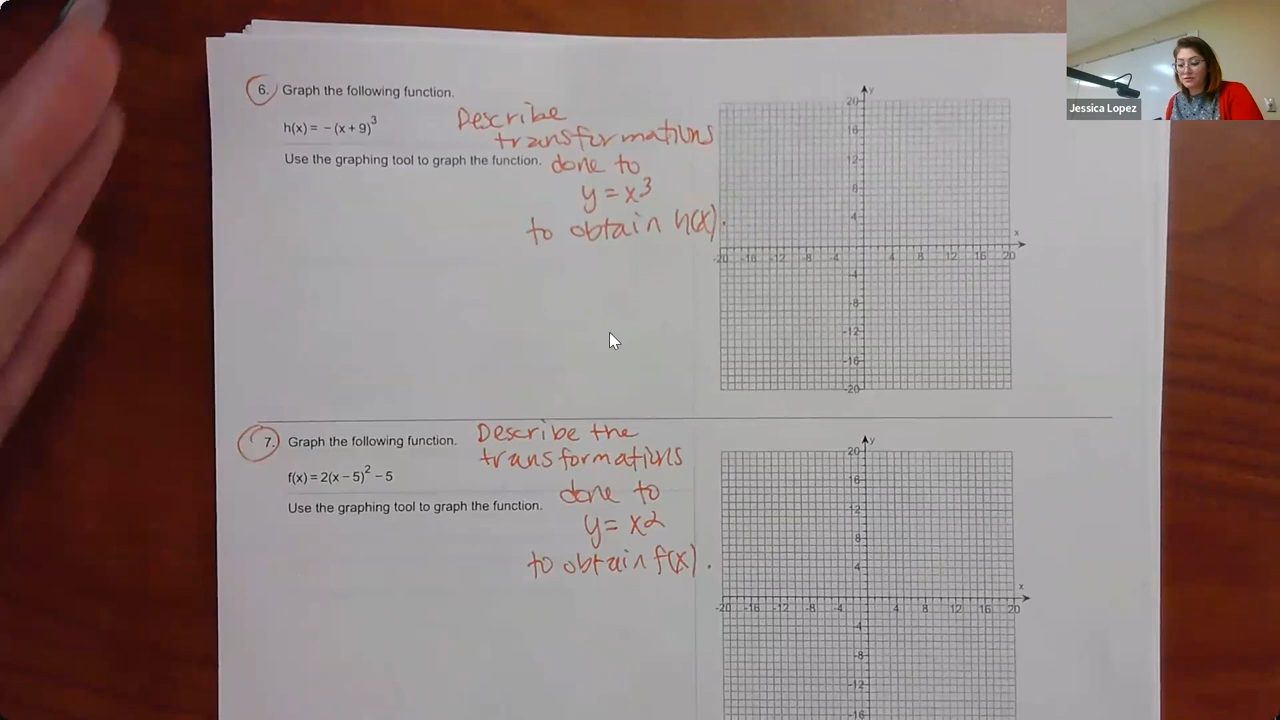 Jessica Lopez
6. Graph the following function.
h(x) = −(x + 9)³
Use the graphing tool to graph the function.
Describe
transformations
done to
y = x³
to obtain h(x).
y
20
16
12
8
4
x
-20 -16 -12 -8 -4 4 8 12 16 20
-4
-8
-12
-16
-20
7. Graph the following function.
f(x) = 2(x − 5)² − 5
Use the graphing tool to graph the function.
Describe the
transformations
done to
y = x2
to obtain f(x).
y
20
16
12
8
4
x
-20 -16 -12 -8 -4 4 8 12 16 20
-4
-8
-12
-16